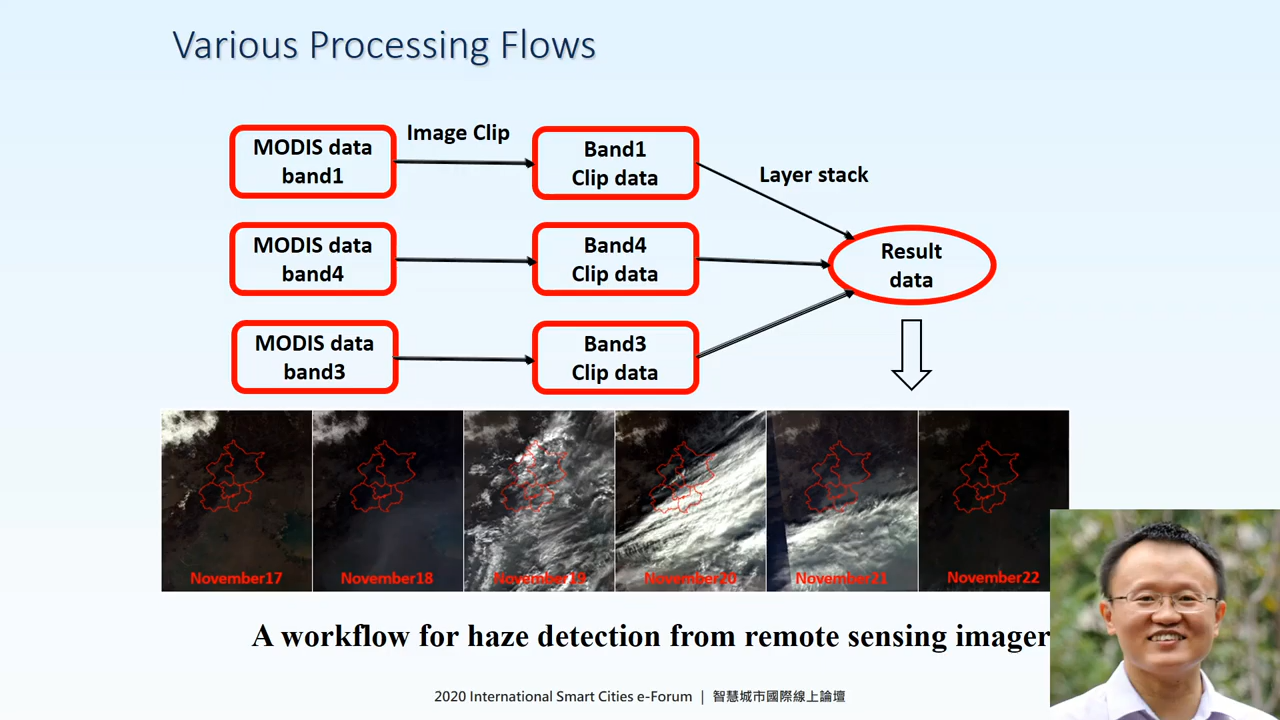 Various Processing Flows
MODIS data
band1
Image Clip
Band1
Clip data
Layer stack
MODIS data
band4
Band4
Clip data
Result
data
MODIS data
band3
Band3
Clip data
November17
November18
November19
November20
November21
November22
A workflow for haze detection from remote sensing imager
2020 International Smart Cities e-Forum | 智慧城市國際線上論壇